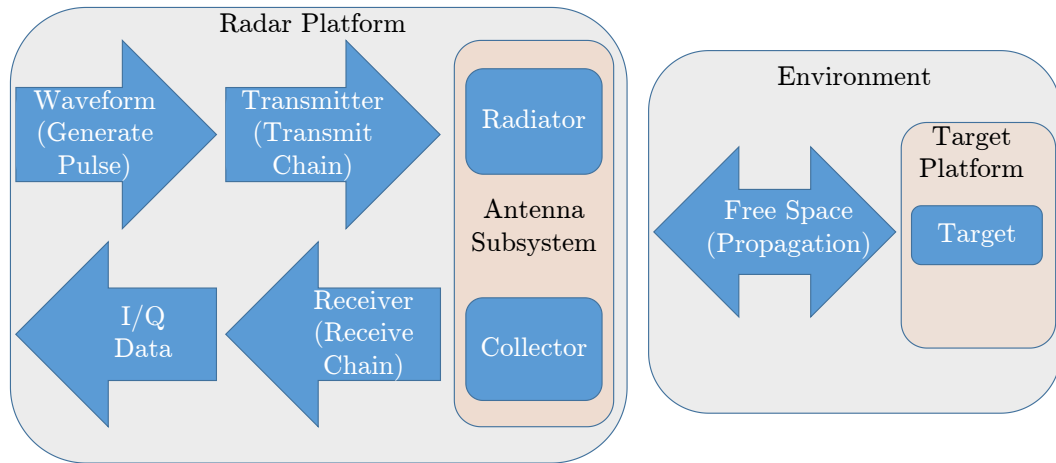 Radar Platform
Waveform
(Generate
Pulse)
Transmitter
(Transmit
Chain)
Radiator
Antenna
Subsystem
I/Q
Data
Receiver
(Receive
Chain)
Collector
Environment
Free Space
(Propagation)
Target
Platform
Target